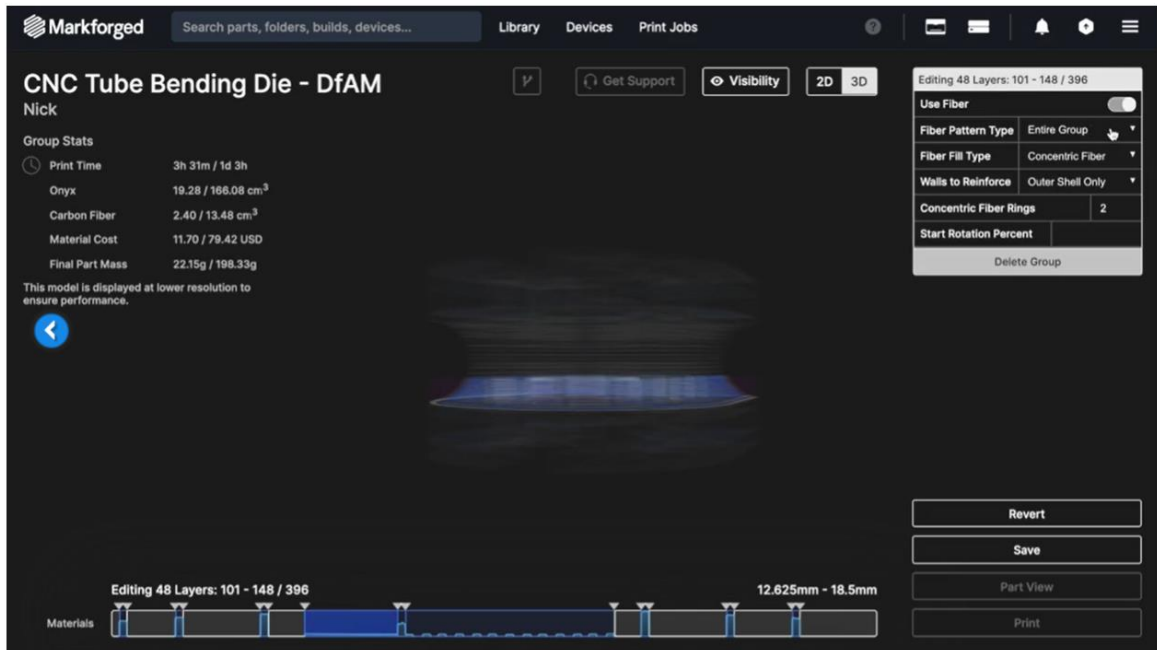 Markforged
Search parts, folders, builds, devices...
Library
Devices
Print Jobs
CNC Tube Bending Die - DfAM
Nick
Get Support
Visibility
2D
3D
Group Stats
Print Time 3h 31m / 1d 3h
Onyx 19.28 / 166.08 cm³
Carbon Fiber 2.40 / 13.48 cm³
Material Cost 11.70 / 79.42 USD
Final Part Mass 22.15g / 198.33g
This model is displayed at lower resolution to
ensure performance.
Editing 48 Layers: 101 - 148 / 396
Use Fiber
Fiber Pattern Type Entire Group
Fiber Fill Type Concentric Fiber
Walls to Reinforce Outer Shell Only
Concentric Fiber Rings 2
Start Rotation Percent
Delete Group
Revert
Save
Part View
Print
Editing 48 Layers: 101 - 148 / 396
12.625mm - 18.5mm
Materials